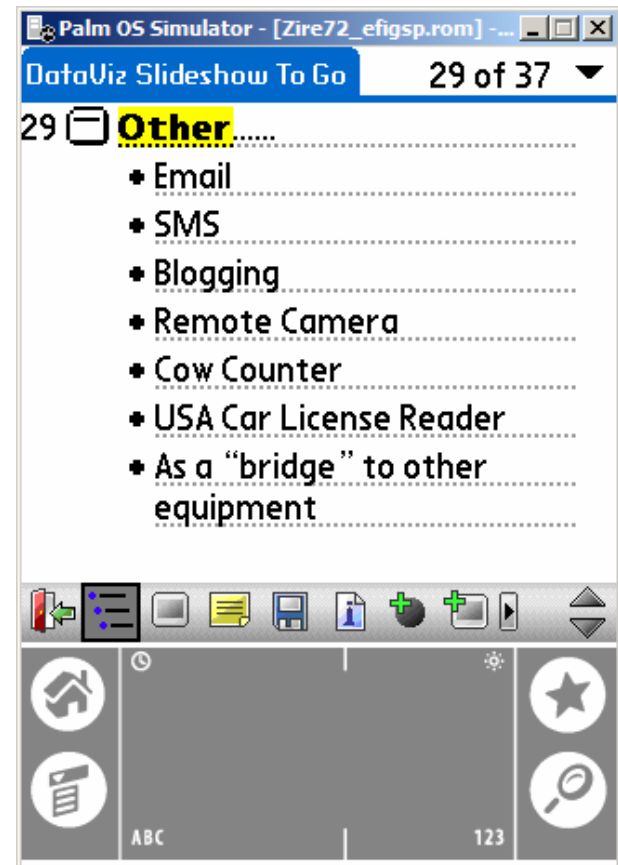 Palm OS Simulator - [Zire72_efigsp.rom] -...
DataViz Slideshow To Go 29 of 37
29 Other......
• Email
• SMS
• Blogging
• Remote Camera
• Cow Counter
• USA Car License Reader
• As a “bridge” to other
equipment
ABC 123